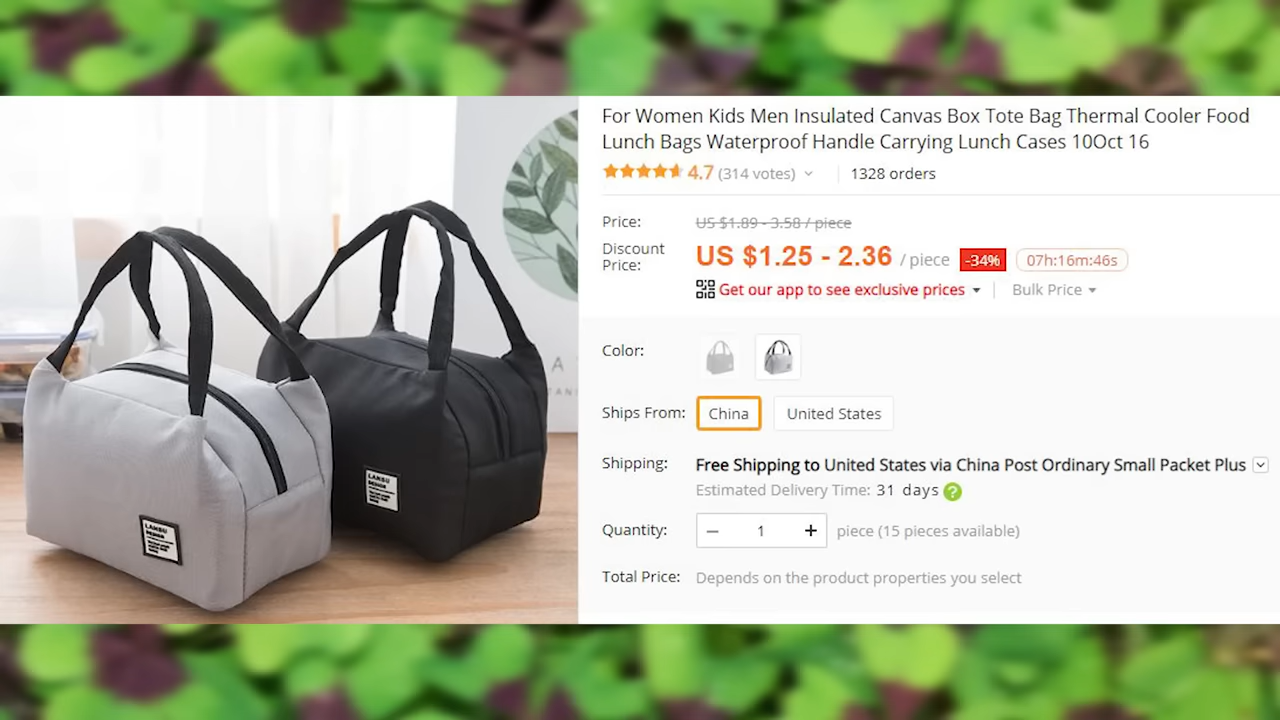 For Women Kids Men Insulated Canvas Box Tote Bag Thermal Cooler Food
Lunch Bags Waterproof Handle Carrying Lunch Cases 10Oct 16
4.7 (314 votes)
1328 orders
Price: US $1.89 - 3.58 / piece
Discount
Price:
US $1.25 - 2.36 / piece -34% 07h:16m:46s
Get our app to see exclusive prices
Bulk Price
Color:
Ships From: China United States
Shipping: Free Shipping to United States via China Post Ordinary Small Packet Plus
Estimated Delivery Time: 31 days ?
Quantity: − 1 + piece (15 pieces available)
Total Price: Depends on the product properties you select
LANSU
DESIGN
LANSU
DESIGN